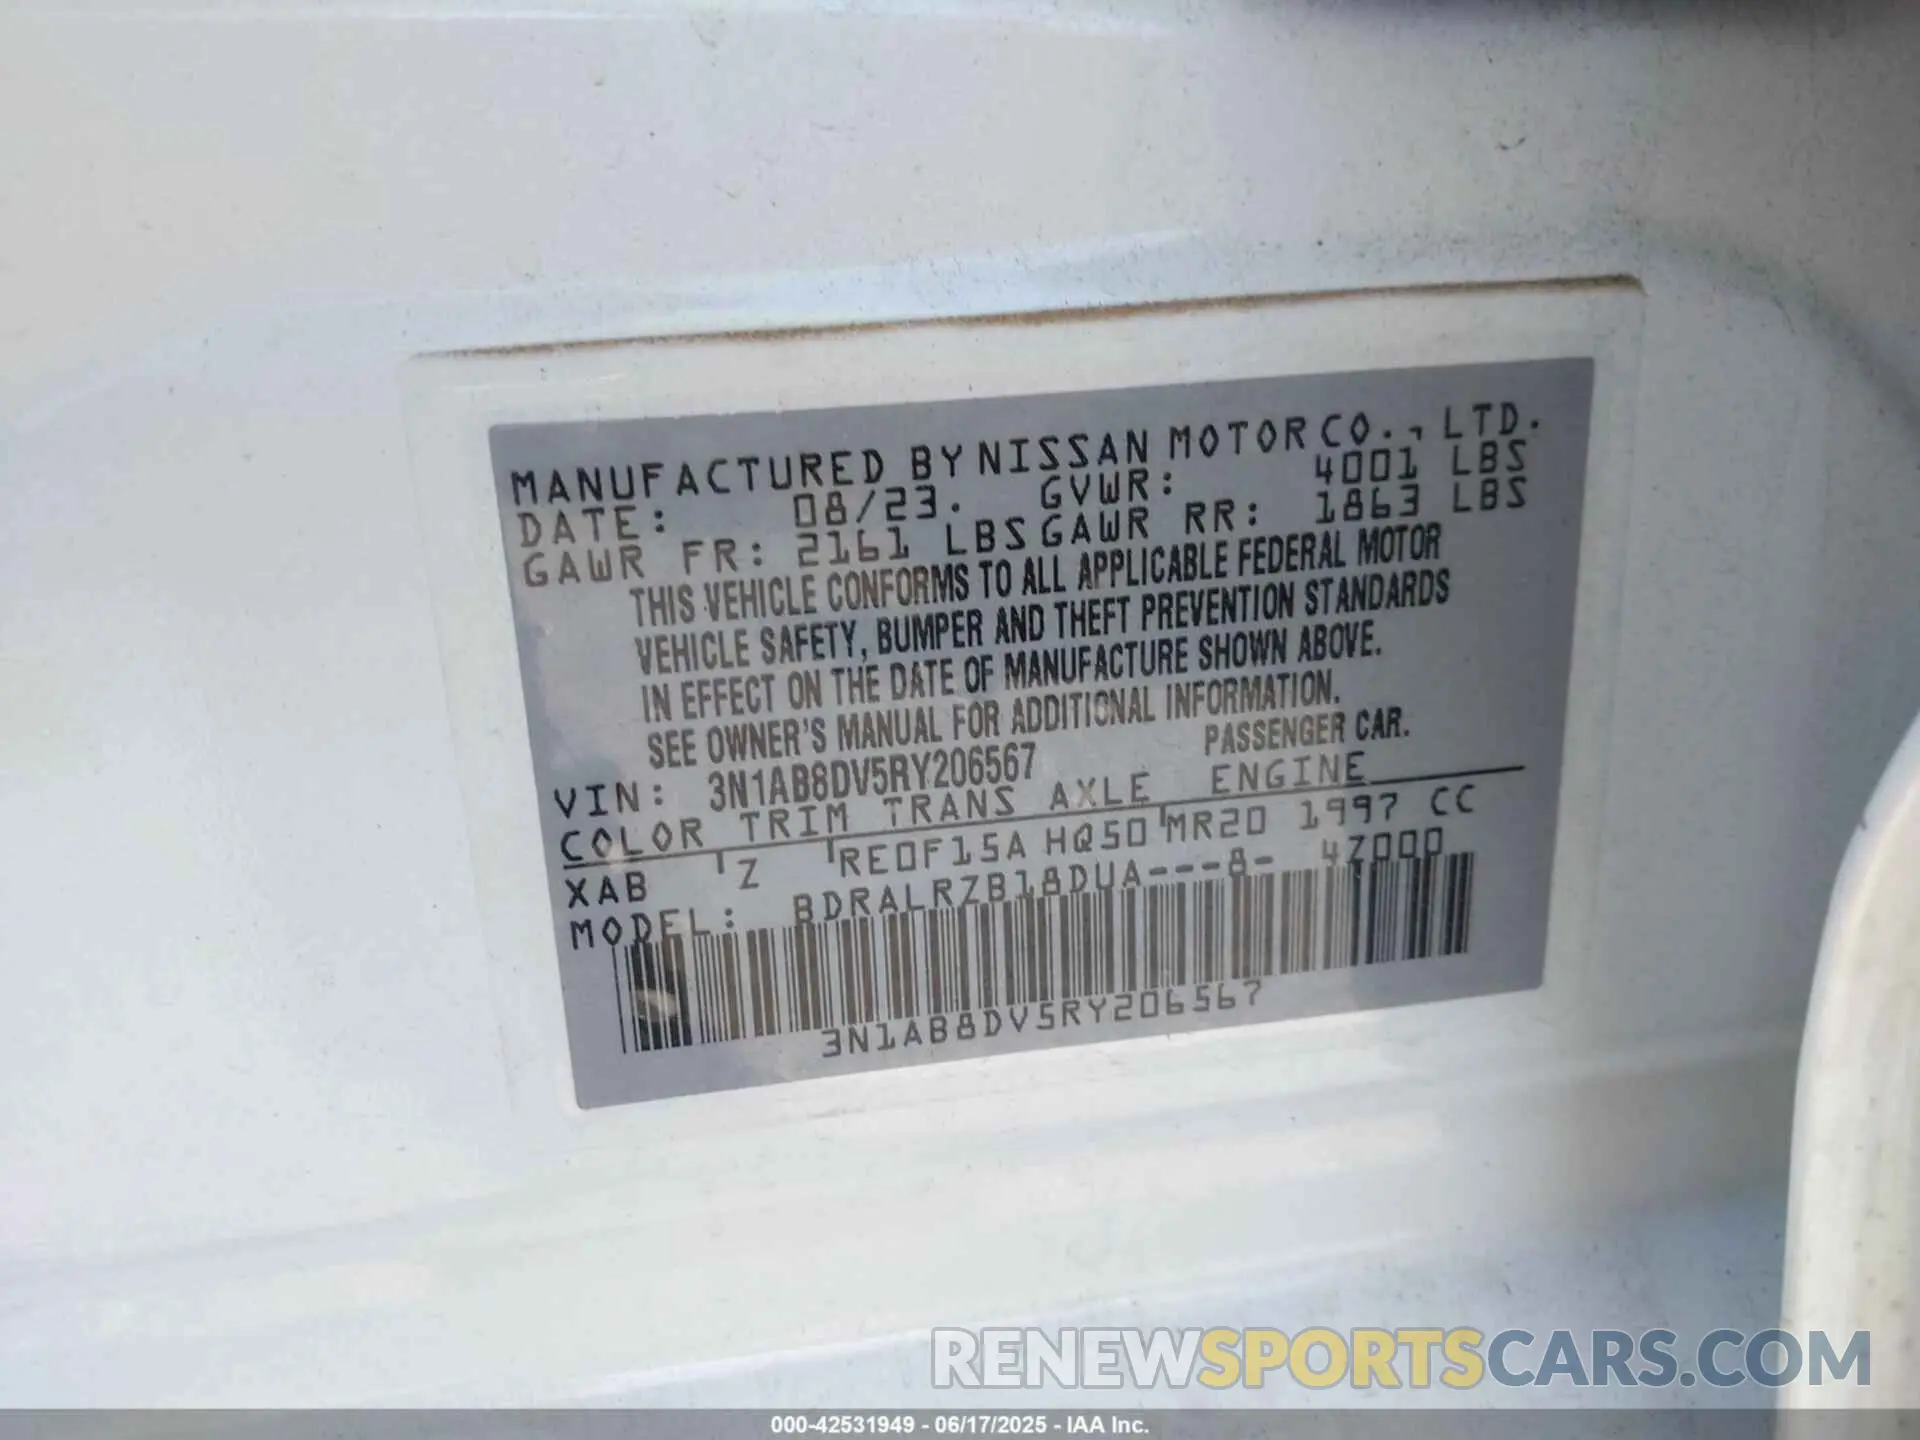 MANUFACTURED BY NISSAN MOTOR CO., LTD.
DATE: 08/23. GVWR: 4001 LBS
GAWR FR: 2161 LBS GAWR RR: 1863 LBS
THIS VEHICLE CONFORMS TO ALL APPLICABLE FEDERAL MOTOR
VEHICLE SAFETY, BUMPER AND THEFT PREVENTION STANDARDS
IN EFFECT ON THE DATE OF MANUFACTURE SHOWN ABOVE.
SEE OWNER'S MANUAL FOR ADDITIONAL INFORMATION.
VIN: 3N1AB8DV5RY206567 PASSENGER CAR.
COLOR TRIM TRANS AXLE ENGINE
XAB Z RE0F15A HQ50 MR20 1997 CC
MODEL: BDRALRZB18DUA---8- 4Z000
3N1AB8DV5RY206567
RENEWSPORTSCARS.COM
000-42531949 - 06/17/2025 - IAA Inc.